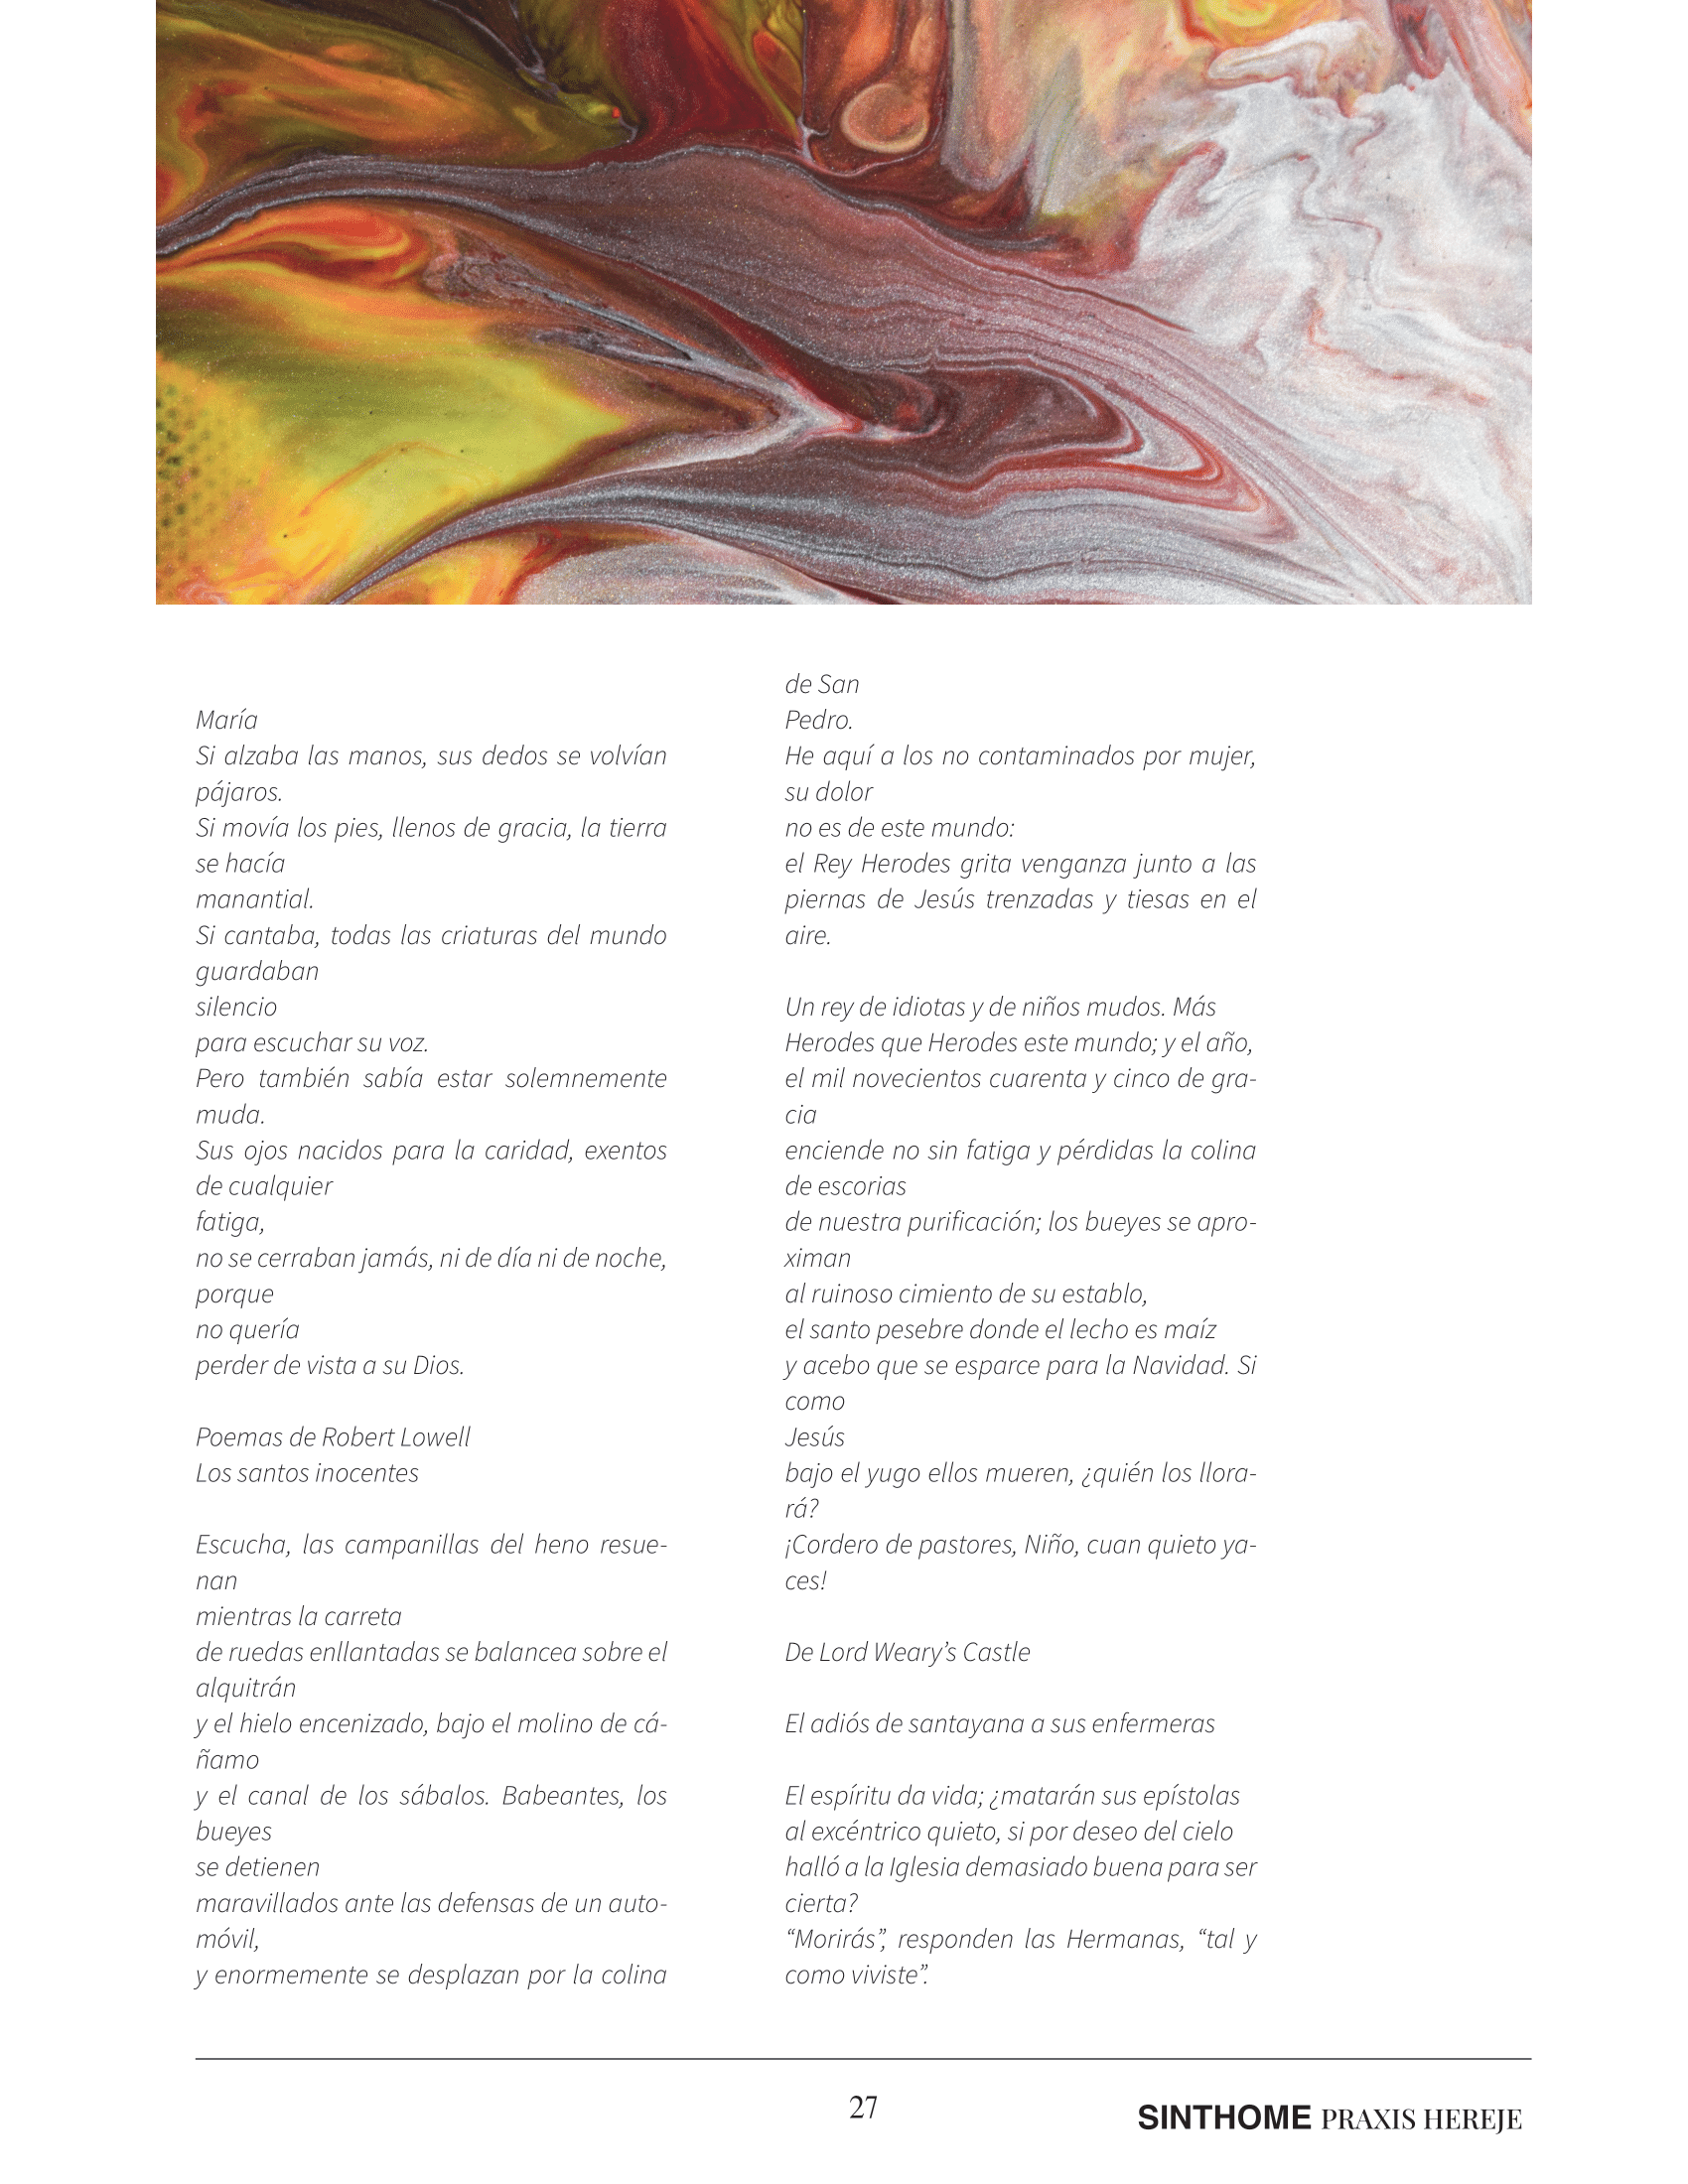 María
Si alzaba las manos, sus dedos se volvían
pájaros.
Si movía los pies, llenos de gracia, la tierra
se hacía
manantial.
Si cantaba, todas las criaturas del mundo
guardaban
silencio
para escuchar su voz.
Pero también sabía estar solemnemente
muda.
Sus ojos nacidos para la caridad, exentos
de cualquier
fatiga,
no se cerraban jamás, ni de día ni de noche,
porque
no quería
perder de vista a su Dios.
Poemas de Robert Lowell
Los santos inocentes
Escucha, las campanillas del heno resue-
nan
mientras la carreta
de ruedas enllantadas se balancea sobre el
alquitrán
y el hielo encenizado, bajo el molino de cá-
ñamo
y el canal de los sábalos. Babeantes, los
bueyes
se detienen
maravillados ante las defensas de un auto-
móvil,
y enormemente se desplazan por la colina
de San
Pedro.
He aquí a los no contaminados por mujer,
su dolor
no es de este mundo:
el Rey Herodes grita venganza junto a las
piernas de Jesús trenzadas y tiesas en el
aire.
Un rey de idiotas y de niños mudos. Más
Herodes que Herodes este mundo; y el año,
el mil novecientos cuarenta y cinco de gra-
cia
enciende no sin fatiga y pérdidas la colina
de escorias
de nuestra purificación; los bueyes se apro-
ximan
al ruinoso cimiento de su establo,
el santo pesebre donde el lecho es maíz
y acebo que se esparce para la Navidad. Si
como
Jesús
bajo el yugo ellos mueren, ¿quién los llora-
rá?
¡Cordero de pastores, Niño, cuan quieto ya-
ces!
De Lord Weary’s Castle
El adiós de santayana a sus enfermeras
El espíritu da vida; ¿matarán sus epístolas
al excéntrico quieto, si por deseo del cielo
halló a la Iglesia demasiado buena para ser
cierta?
“Morirás”, responden las Hermanas, “tal y
como viviste”.
27
SINTHOME PRAXIS HEREJE